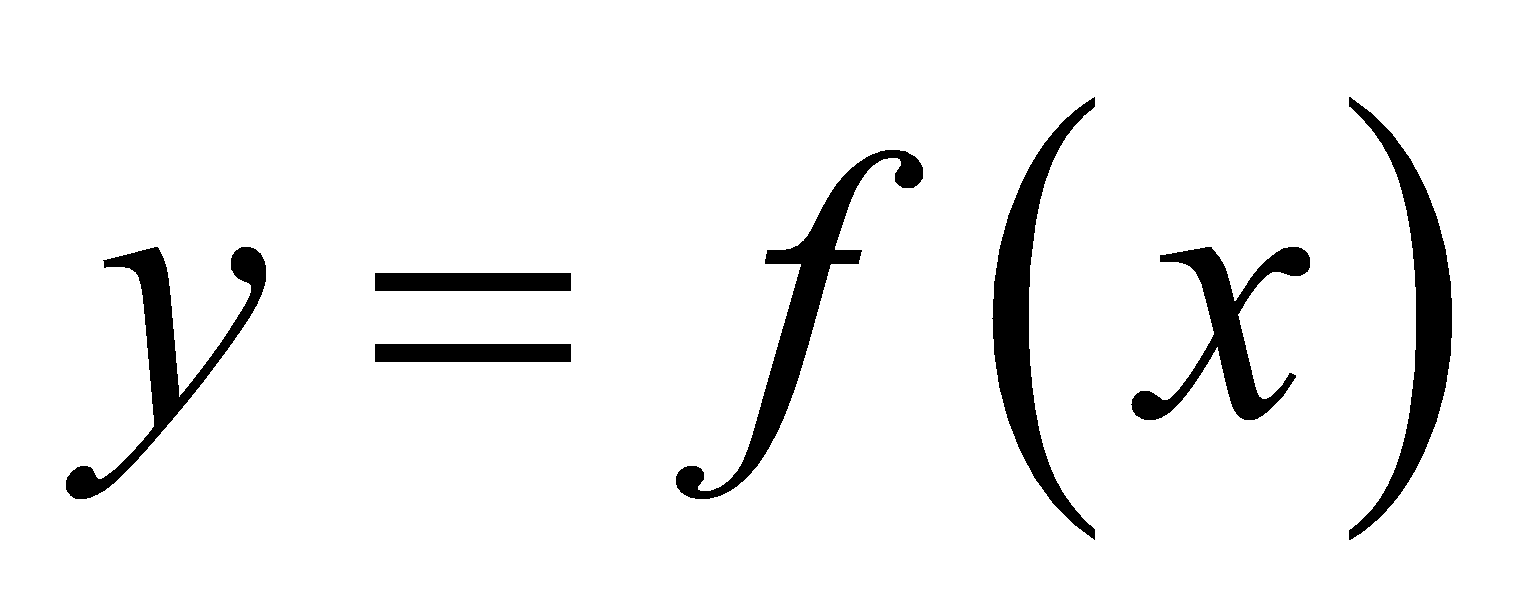 y = f(x)